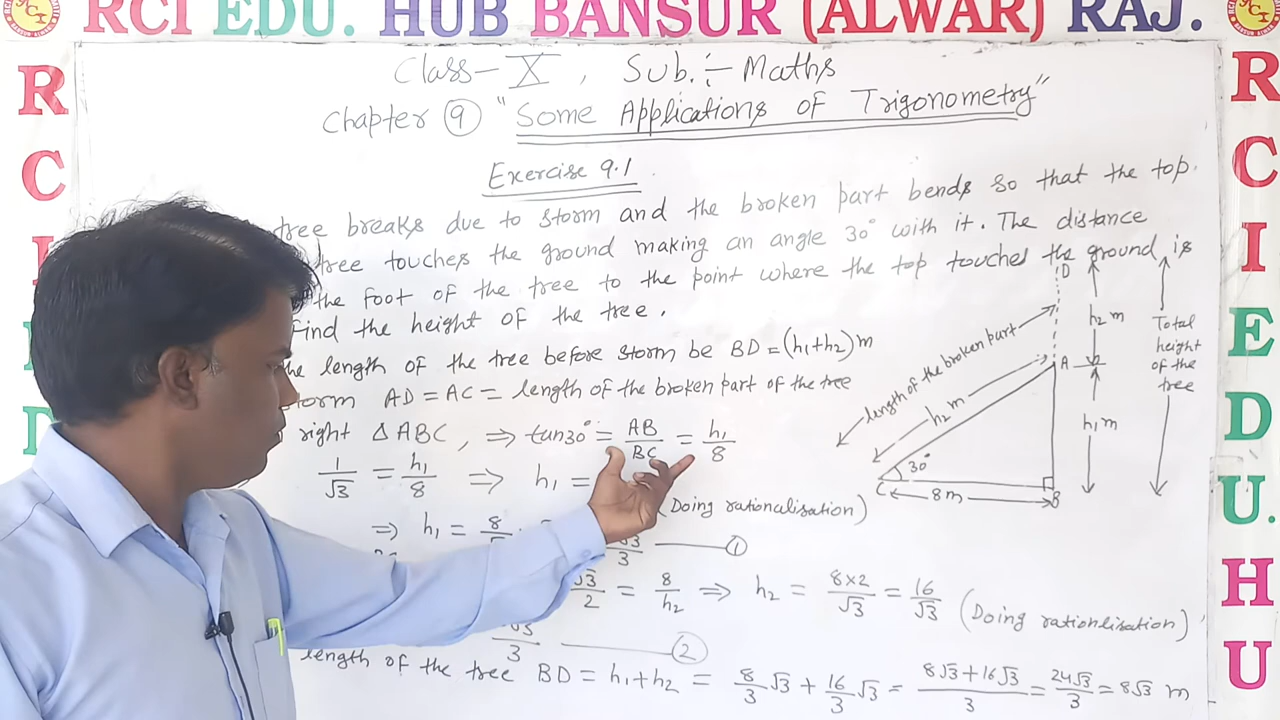 RCI EDU. HUB BANSUR (ALWAR) RAJ.
R
C
I
R
C
I
E
D
U.
H
U
Class - X , Sub. :- Maths
Chapter 9 "Some Applications of Trigonometry"
Exercise 9.1
tree breaks due to storm and the broken part bends so that the top
tree touches the ground making an angle 30° with it. The distance
the foot of the tree to the point where the top touches the ground is
Find the height of the tree.
length of the tree before storm be BD = (h₁+h₂) m
storm AD = AC = length of the broken part of the tree
right ΔABC, ⇒ tan30° = AB/BC = h₁/8
1/√3 = h₁/8 ⇒ h₁ =
(Doing rationalisation)
⇒ h₁ = 8/
√3/3 —— 1
√3/2 = 8/h₂ ⇒ h₂ = 8×2/√3 = 16/√3 (Doing rationlisation)
√3/3 —— 2
length of the tree BD = h₁+h₂ = 8/3 √3 + 16/3 √3 = 8√3+16√3/3 = 24√3/3 = 8√3 m
D
length of the broken part
h₂ m
h₂ m
A
h₁ m
Total
height
of the
tree
30°
C
8 m
B